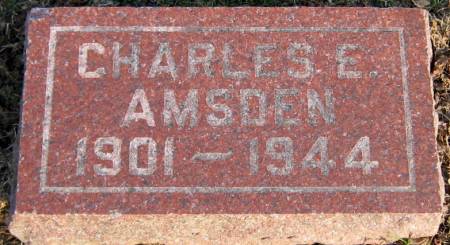 CHARLES E.
AMSDEN
1901 – 1944